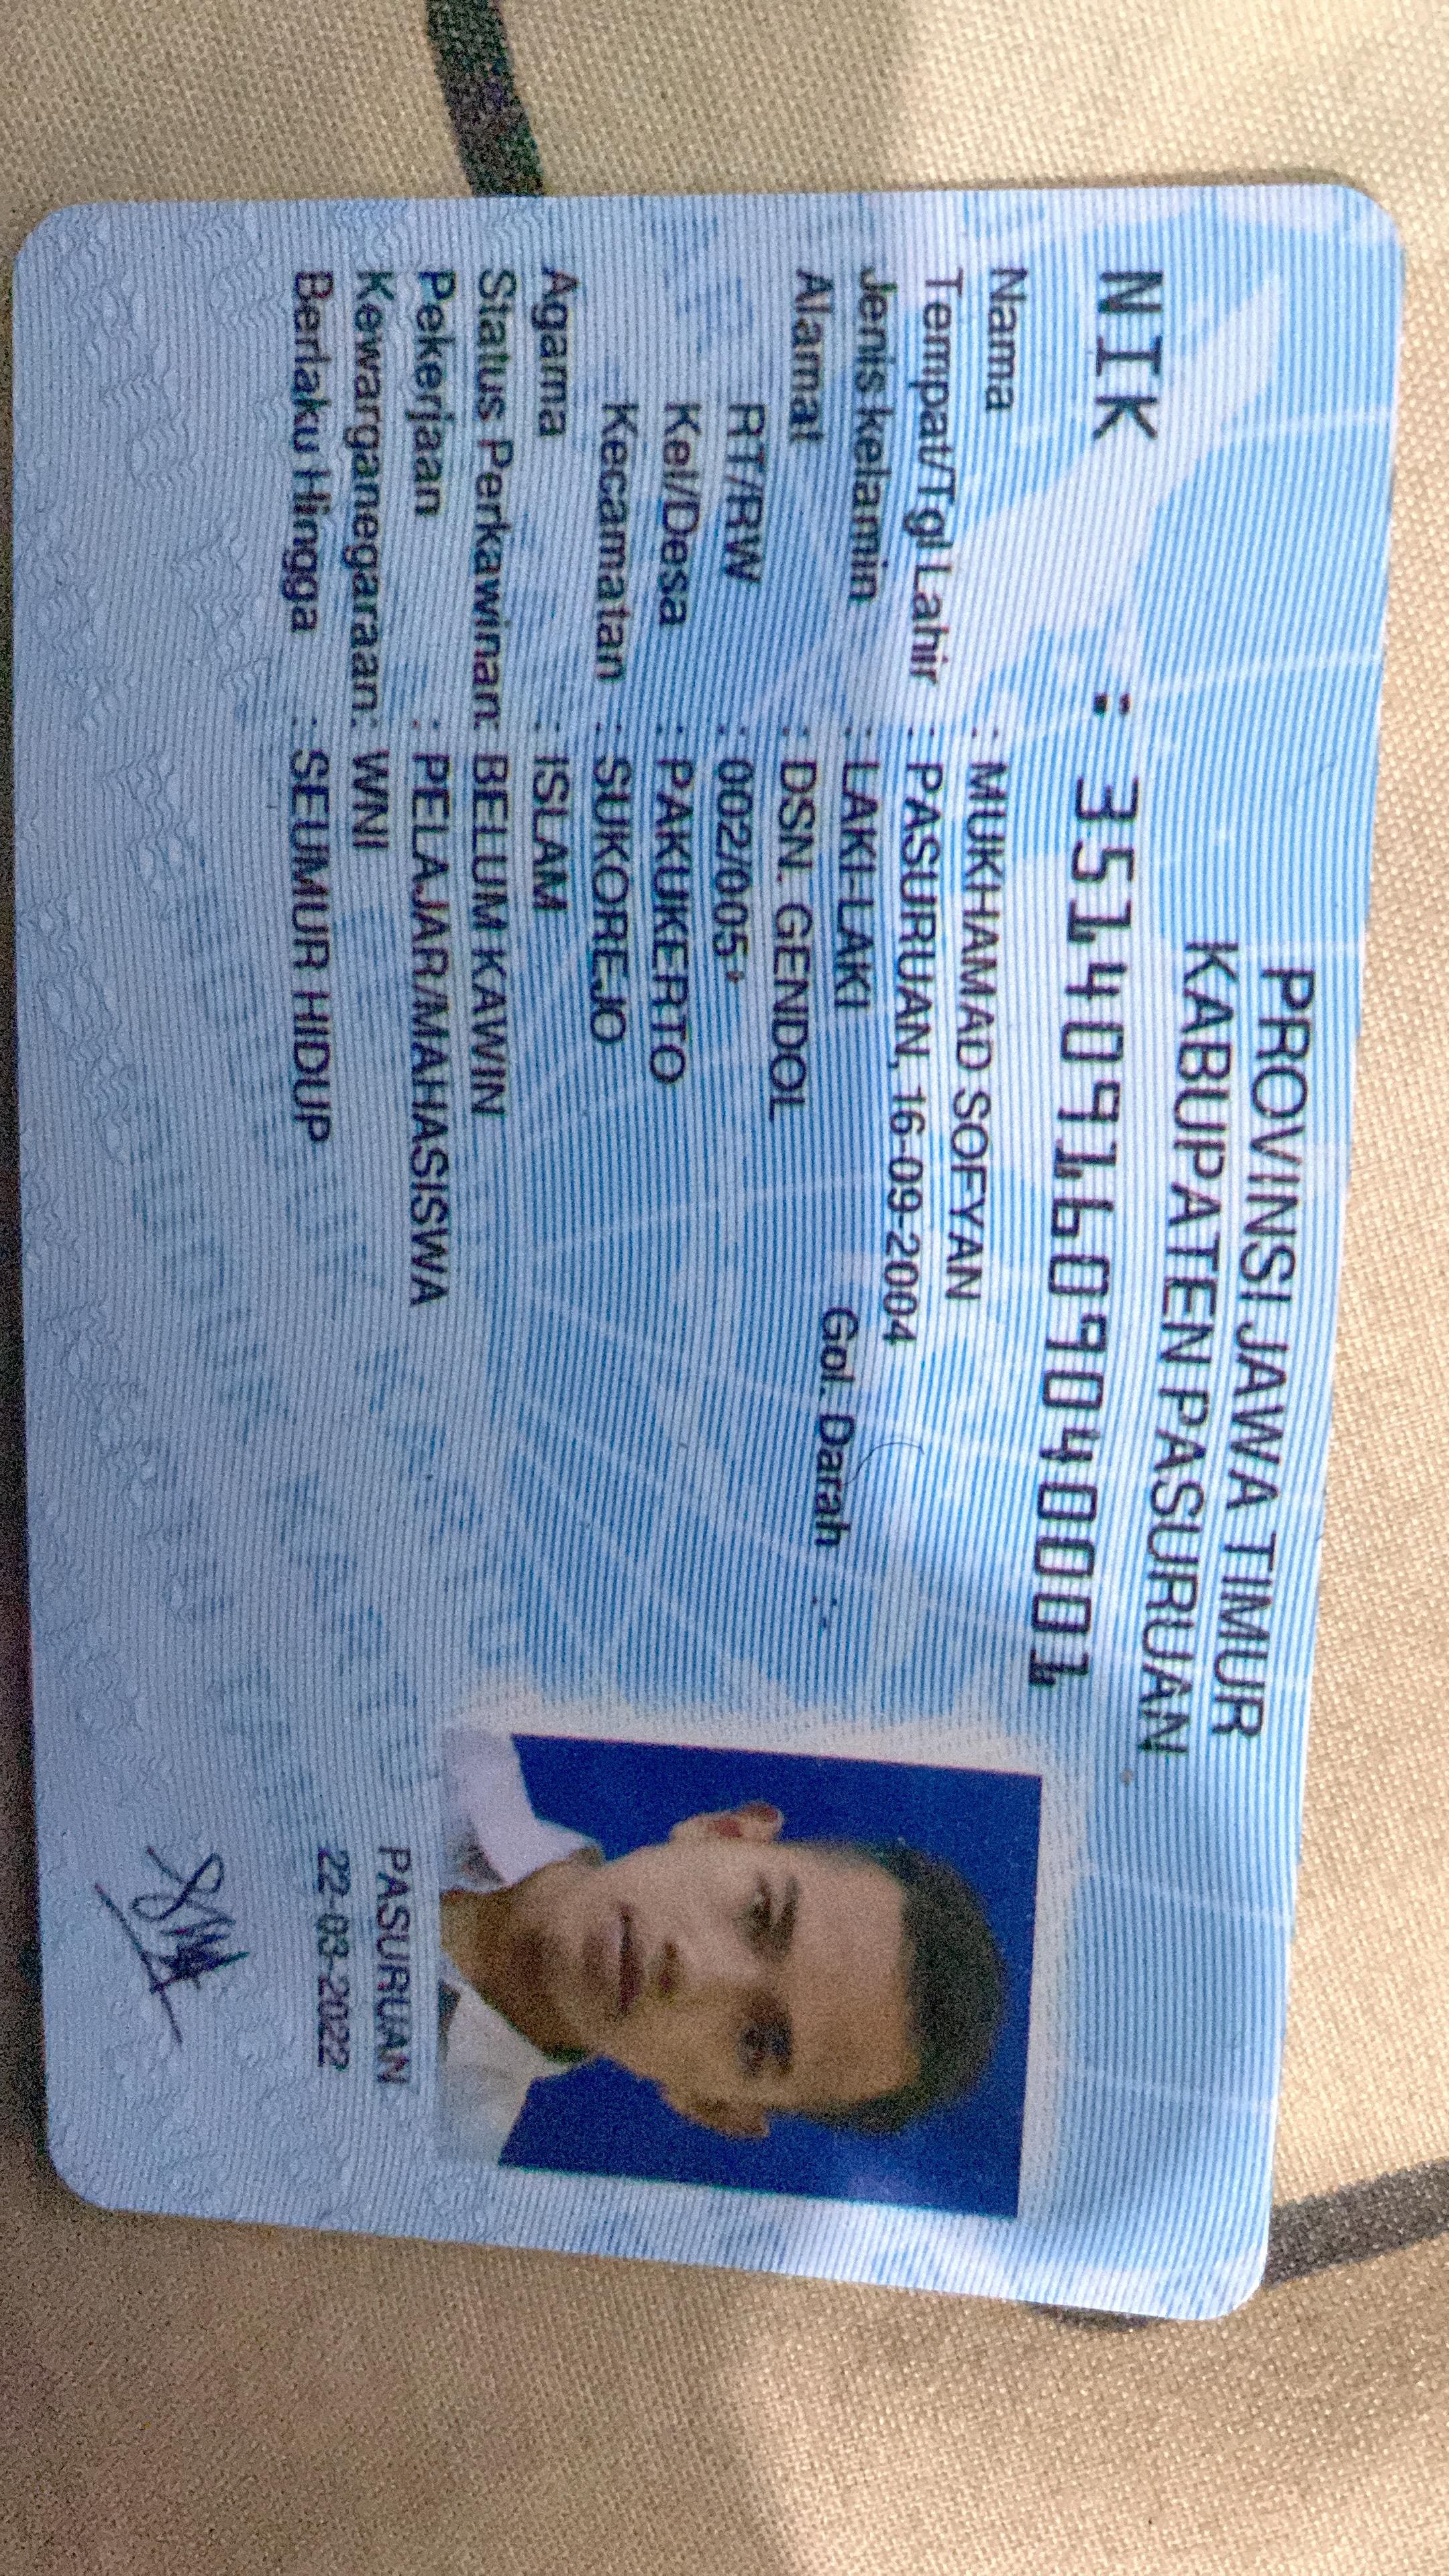 PROVINSI JAWA TIMUR
KABUPATEN PASURUAN
NIK : 3514091609040001
Nama : MUKHAMAD SOFYAN
Tempat/Tgl Lahir : PASURUAN, 16-09-2004
Jenis kelamin : LAKI-LAKI Gol. Darah : -
Alamat : DSN. GENDOL
RT/RW : 002/005
Kel/Desa : PAKUKERTO
Kecamatan : SUKOREJO
Agama : ISLAM
Status Perkawinan: BELUM KAWIN
Pekerjaan : PELAJAR/MAHASISWA
Kewarganegaraan: WNI
Berlaku Hingga : SEUMUR HIDUP
PASURUAN
22-03-2022